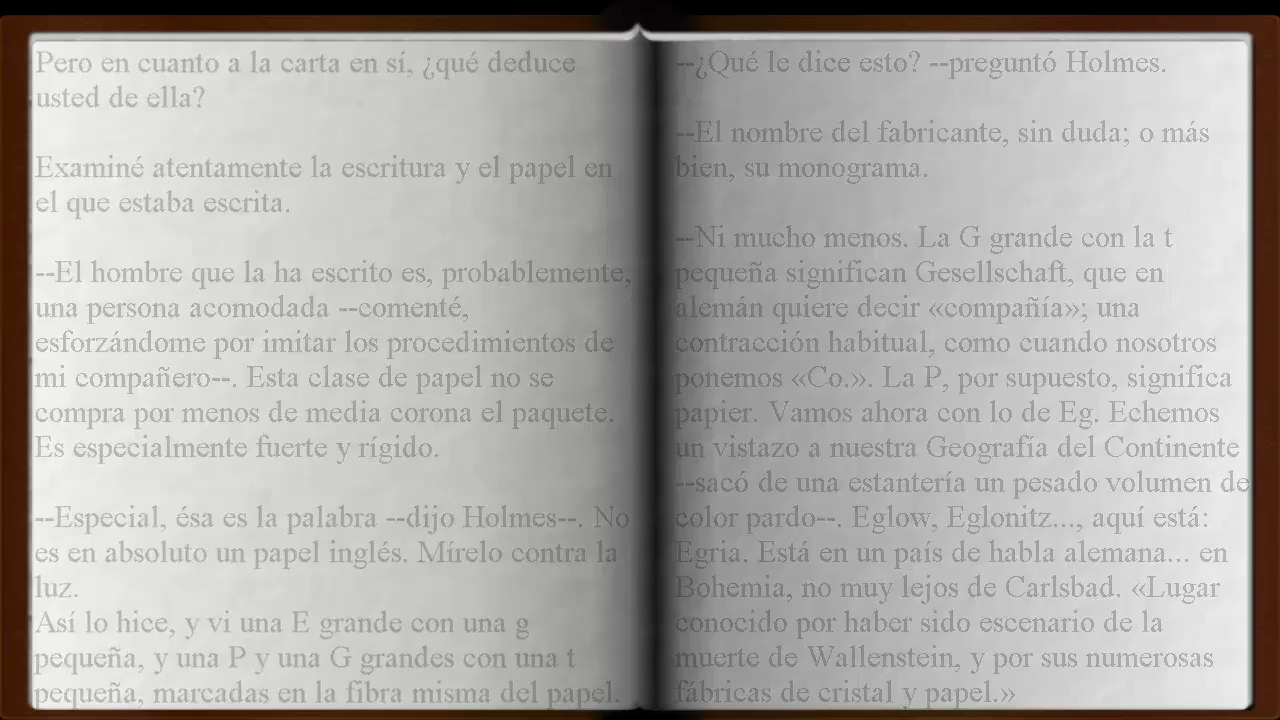 Pero en cuanto a la carta en sí, ¿qué deduce
usted de ella?
Examiné atentamente la escritura y el papel en
el que estaba escrita.
--El hombre que la ha escrito es, probablemente,
una persona acomodada --comenté,
esforzándome por imitar los procedimientos de
mi compañero--. Esta clase de papel no se
compra por menos de media corona el paquete.
Es especialmente fuerte y rígido.
--Especial, ésa es la palabra --dijo Holmes--. No
es en absoluto un papel inglés. Mírelo contra la
luz.
Así lo hice, y vi una E grande con una g
pequeña, y una P y una G grandes con una t
pequeña, marcadas en la fibra misma del papel.
--¿Qué le dice esto? --preguntó Holmes.
--El nombre del fabricante, sin duda; o más
bien, su monograma.
--Ni mucho menos. La G grande con la t
pequeña significan Gesellschaft, que en
alemán quiere decir «compañía»; una
contracción habitual, como cuando nosotros
ponemos «Co.». La P, por supuesto, significa
papier. Vamos ahora con lo de Eg. Echemos
un vistazo a nuestra Geografía del Continente
--sacó de una estantería un pesado volumen de
color pardo--. Eglow, Eglonitz..., aquí está:
Egria. Está en un país de habla alemana... en
Bohemia, no muy lejos de Carlsbad. «Lugar
conocido por haber sido escenario de la
muerte de Wallenstein, y por sus numerosas
fábricas de cristal y papel.»